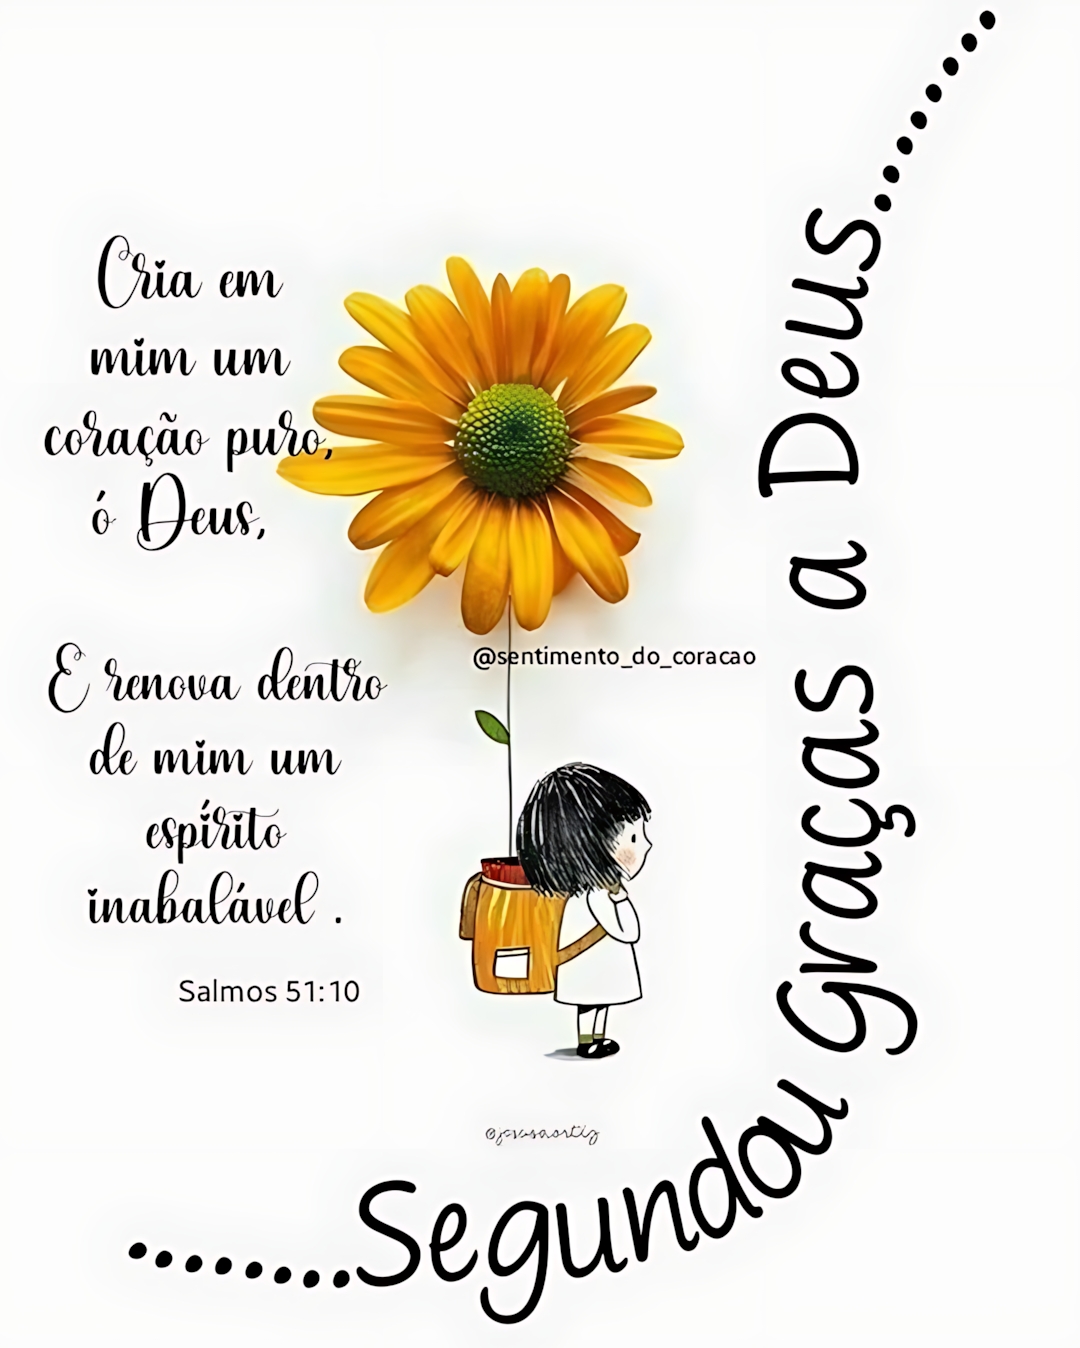 Cria em
mim um
coração puro,
ó Deus,
E renova dentro
de mim um
espírito
inabalável .
Salmos 51:10
@sentimento_do_coracao
........Segundou Graças a Deus........